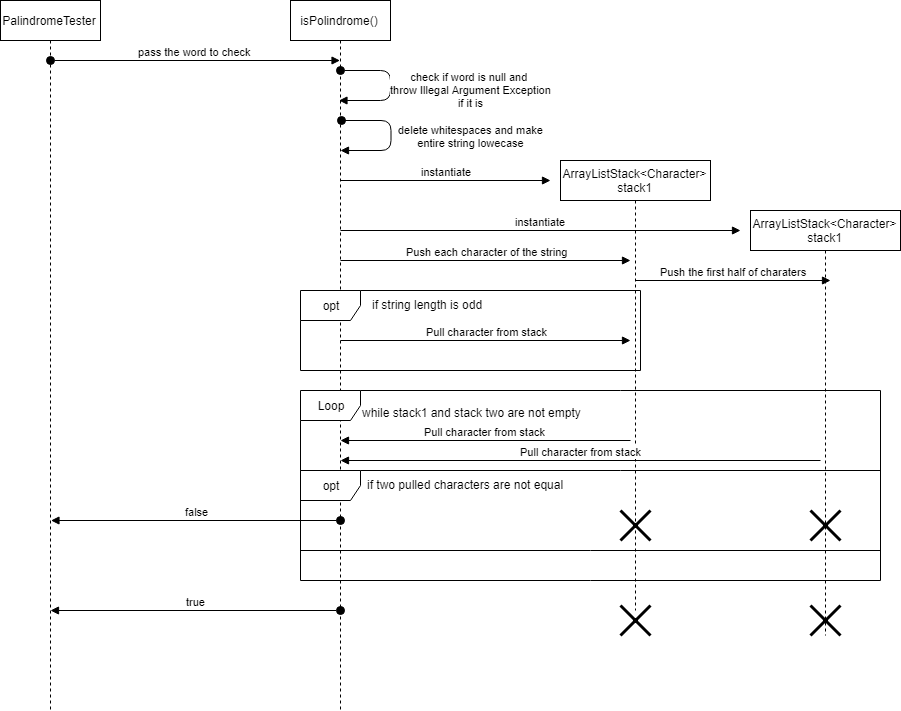 PalindromeTester
isPolindrome()
pass the word to check
check if word is null and
throw Illegal Argument Exception
if it is
delete whitespaces and make
entire string lowecase
instantiate
ArrayListStack<Character>
stack1
instantiate
ArrayListStack<Character>
stack1
Push each character of the string
Push the first half of charaters
opt
if string length is odd
Pull character from stack
Loop
while stack1 and stack two are not empty
Pull character from stack
Pull character from stack
opt
if two pulled characters are not equal
false
true